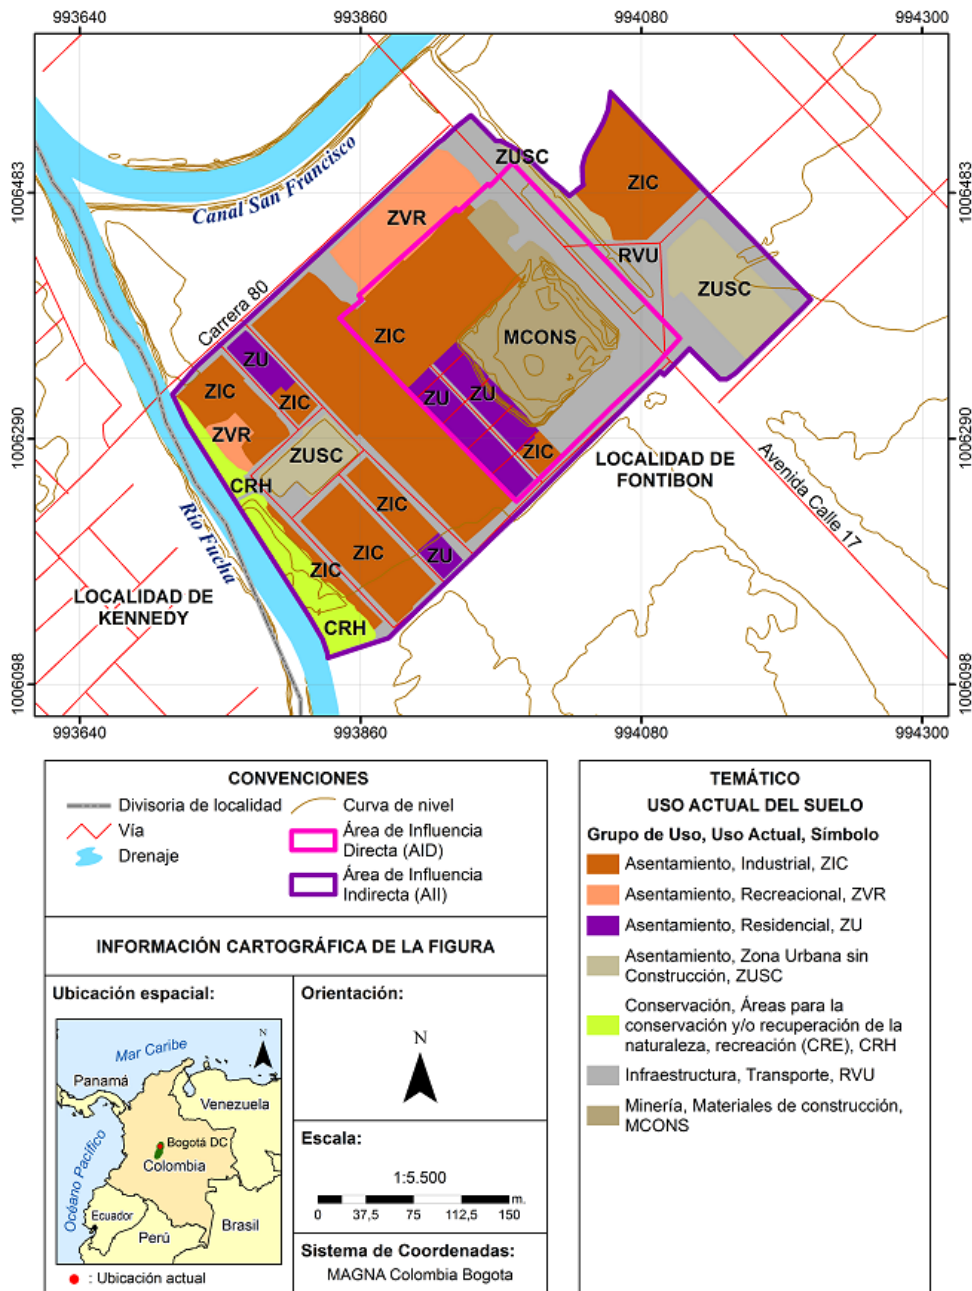 993640
993860
994080
994300
1006483
1006290
1006098
1006483
1006290
1006098
Canal San Francisco
ZUSC
ZIC
ZVR
RVU
ZUSC
Carrera 80
ZIC
MCONS
ZU
ZIC
ZIC
ZU
ZU
ZVR
ZUSC
ZIC
LOCALIDAD DE
FONTIBON
Avenida Calle 17
CRH
ZIC
Río Fucha
ZIC
ZU
ZIC
LOCALIDAD DE
KENNEDY
CRH
993640
993860
994080
994300
CONVENCIONES
Divisoria de localidad
Vía
Drenaje
Curva de nivel
Área de Influencia
Directa (AID)
Área de Influencia
Indirecta (AII)
INFORMACIÓN CARTOGRÁFICA DE LA FIGURA
Ubicación espacial:
N
Mar Caribe
Panamá
Venezuela
Océano Pacífico
Bogotá DC
Colombia
Ecuador
Perú
Brasil
: Ubicación actual
Orientación:
N
Escala:
1:5.500
m.
0 37,5 75 112,5 150
Sistema de Coordenadas:
MAGNA Colombia Bogota
TEMÁTICO
USO ACTUAL DEL SUELO
Grupo de Uso, Uso Actual, Símbolo
Asentamiento, Industrial, ZIC
Asentamiento, Recreacional, ZVR
Asentamiento, Residencial, ZU
Asentamiento, Zona Urbana sin
Construcción, ZUSC
Conservación, Áreas para la
conservación y/o recuperación de la
naturaleza, recreación (CRE), CRH
Infraestructura, Transporte, RVU
Minería, Materiales de construcción,
MCONS